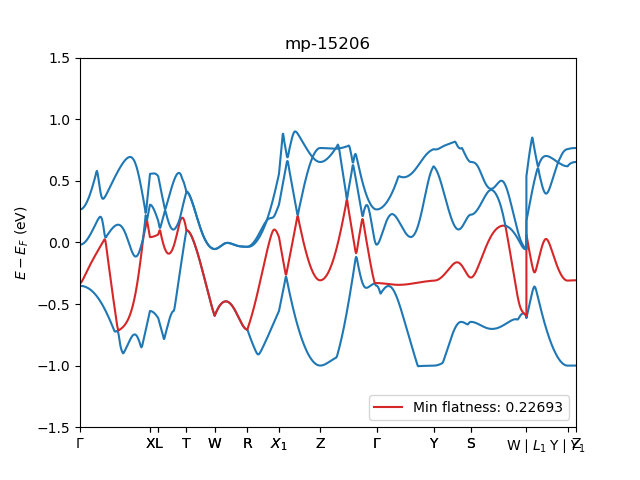 mp-15206
E − E_F (eV)
1.5
1.0
0.5
0.0
−0.5
−1.0
−1.5
Min flatness: 0.22693
Γ X L T W R X_1 Z Γ Y S W | L_1 Y | Y_1 Z